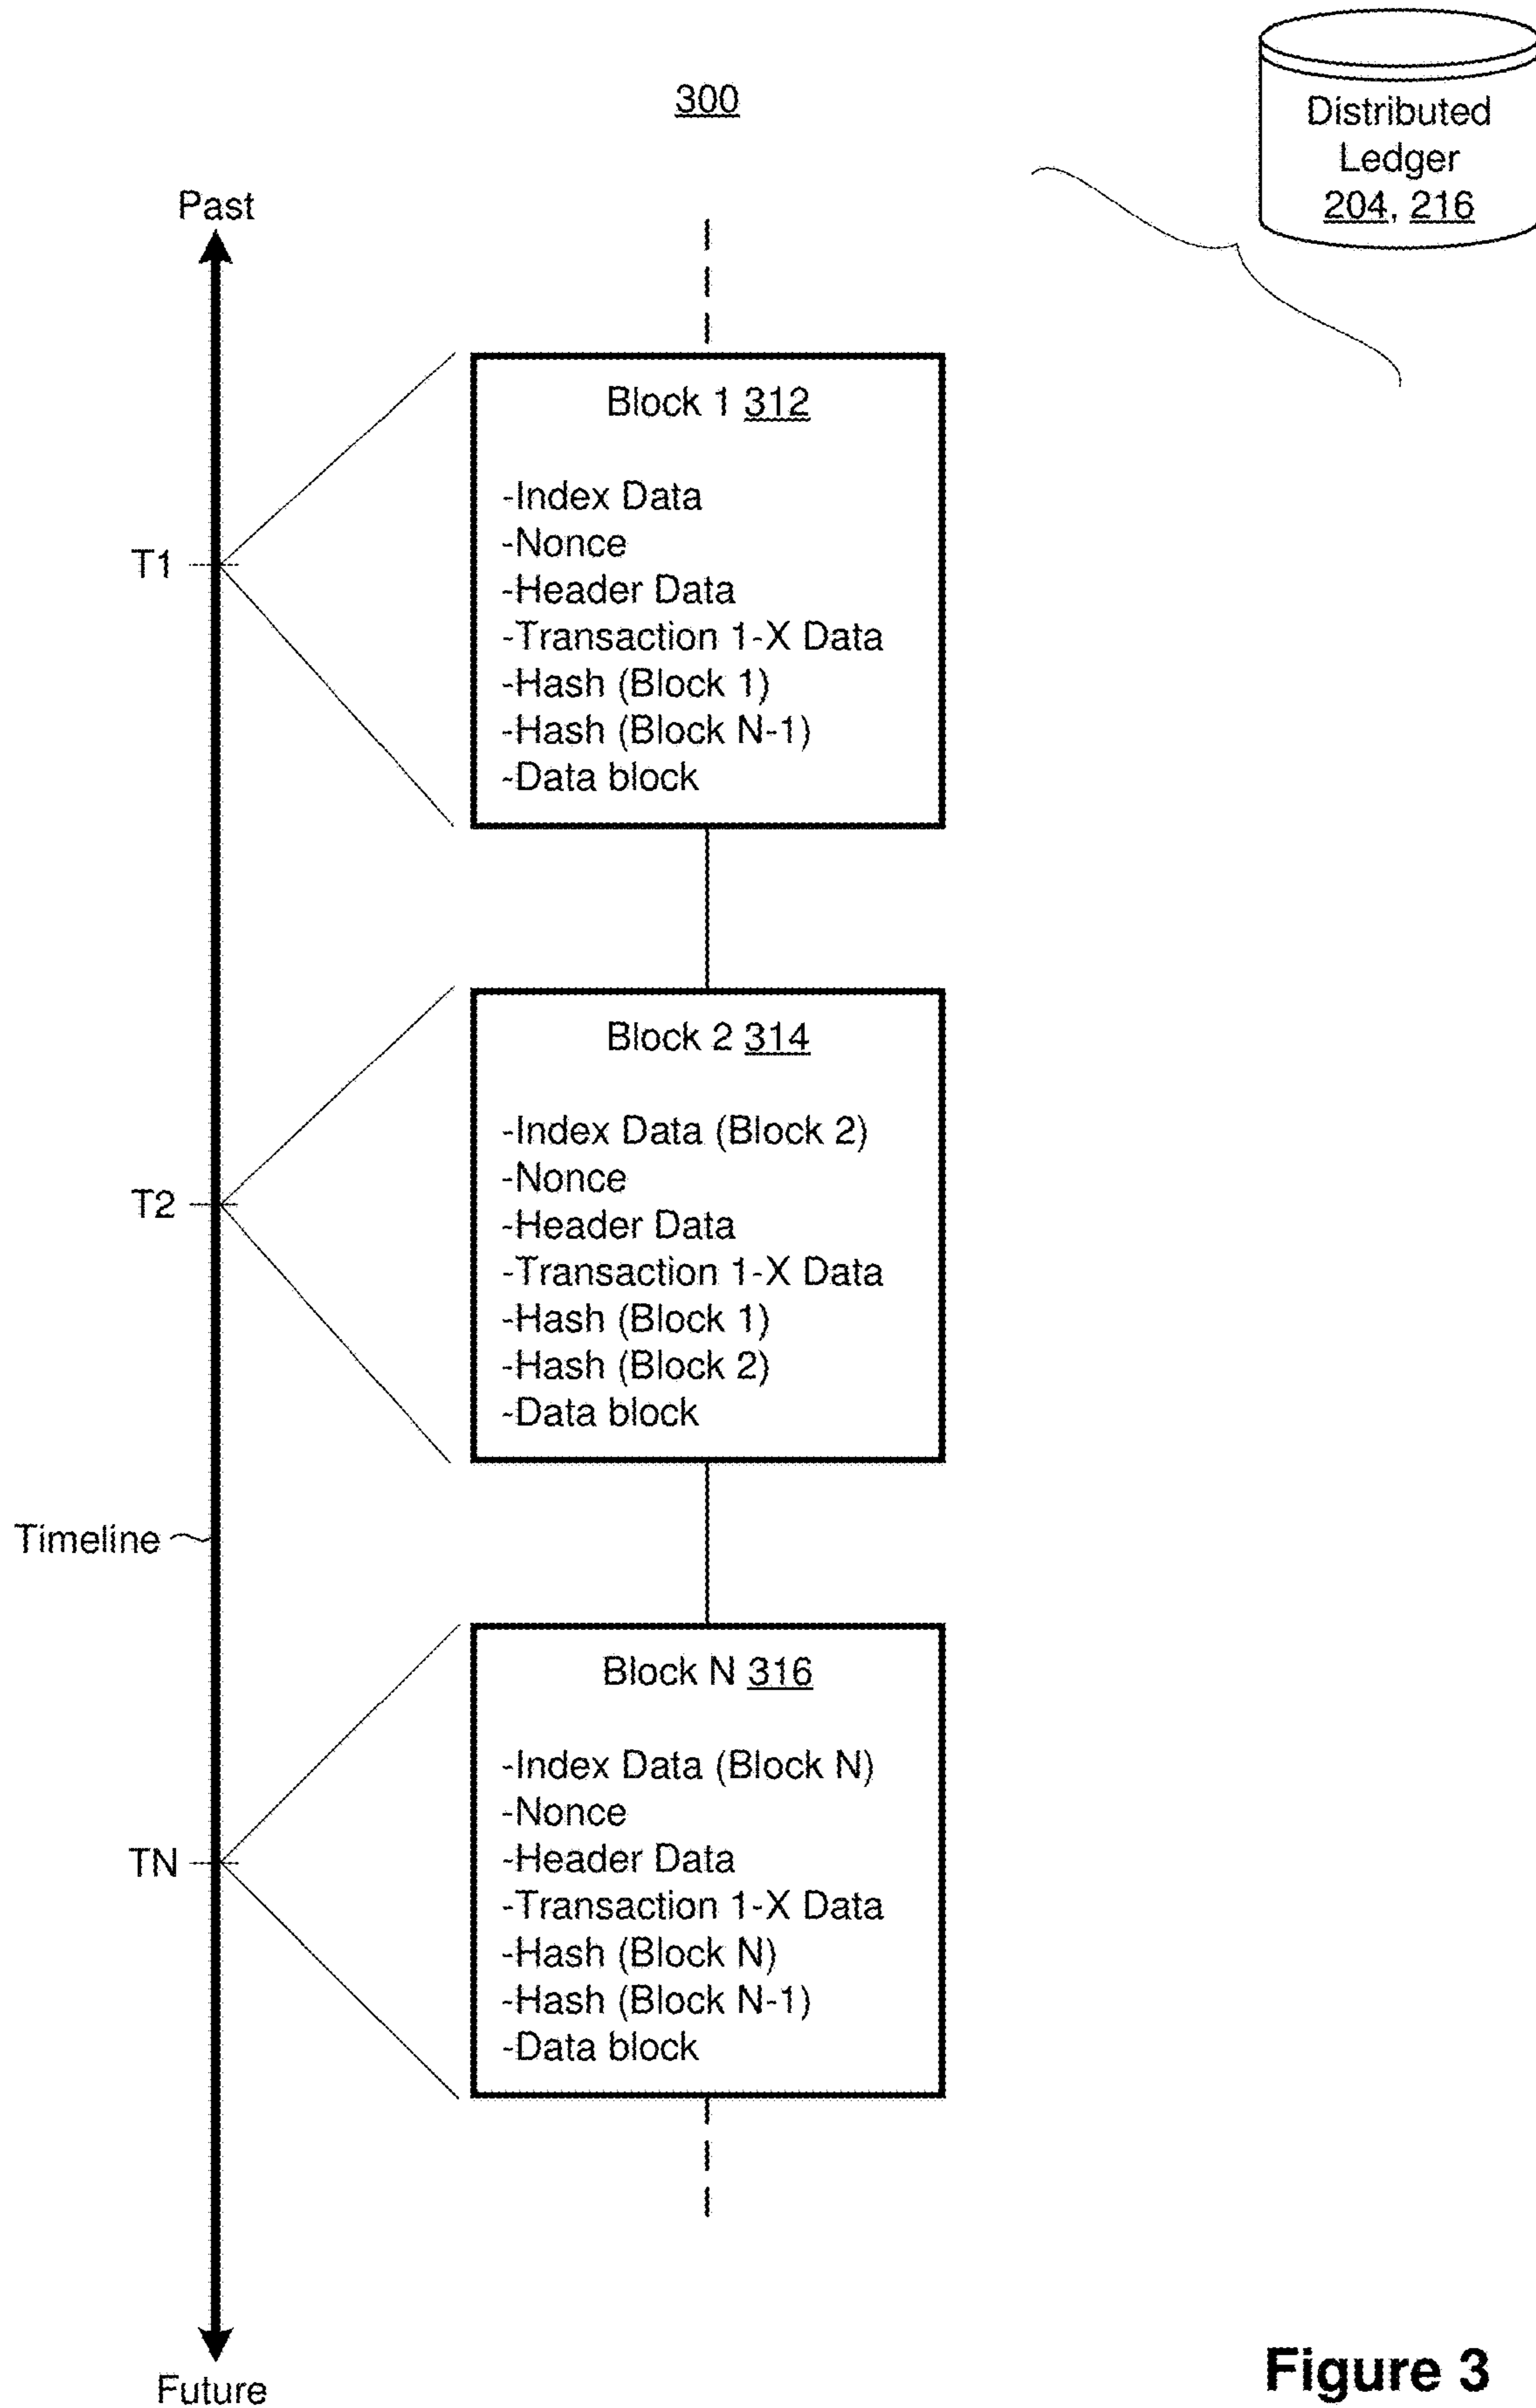 300
Distributed
Ledger
204, 216
Past
Block 1 312
-Index Data
-Nonce
-Header Data
-Transaction 1-X Data
-Hash (Block 1)
-Hash (Block N-1)
-Data block
T1
Block 2 314
-Index Data (Block 2)
-Nonce
-Header Data
-Transaction 1-X Data
-Hash (Block 1)
-Hash (Block 2)
-Data block
T2
Timeline
Block N 316
-Index Data (Block N)
-Nonce
-Header Data
-Transaction 1-X Data
-Hash (Block N)
-Hash (Block N-1)
-Data block
TN
Future
Figure 3